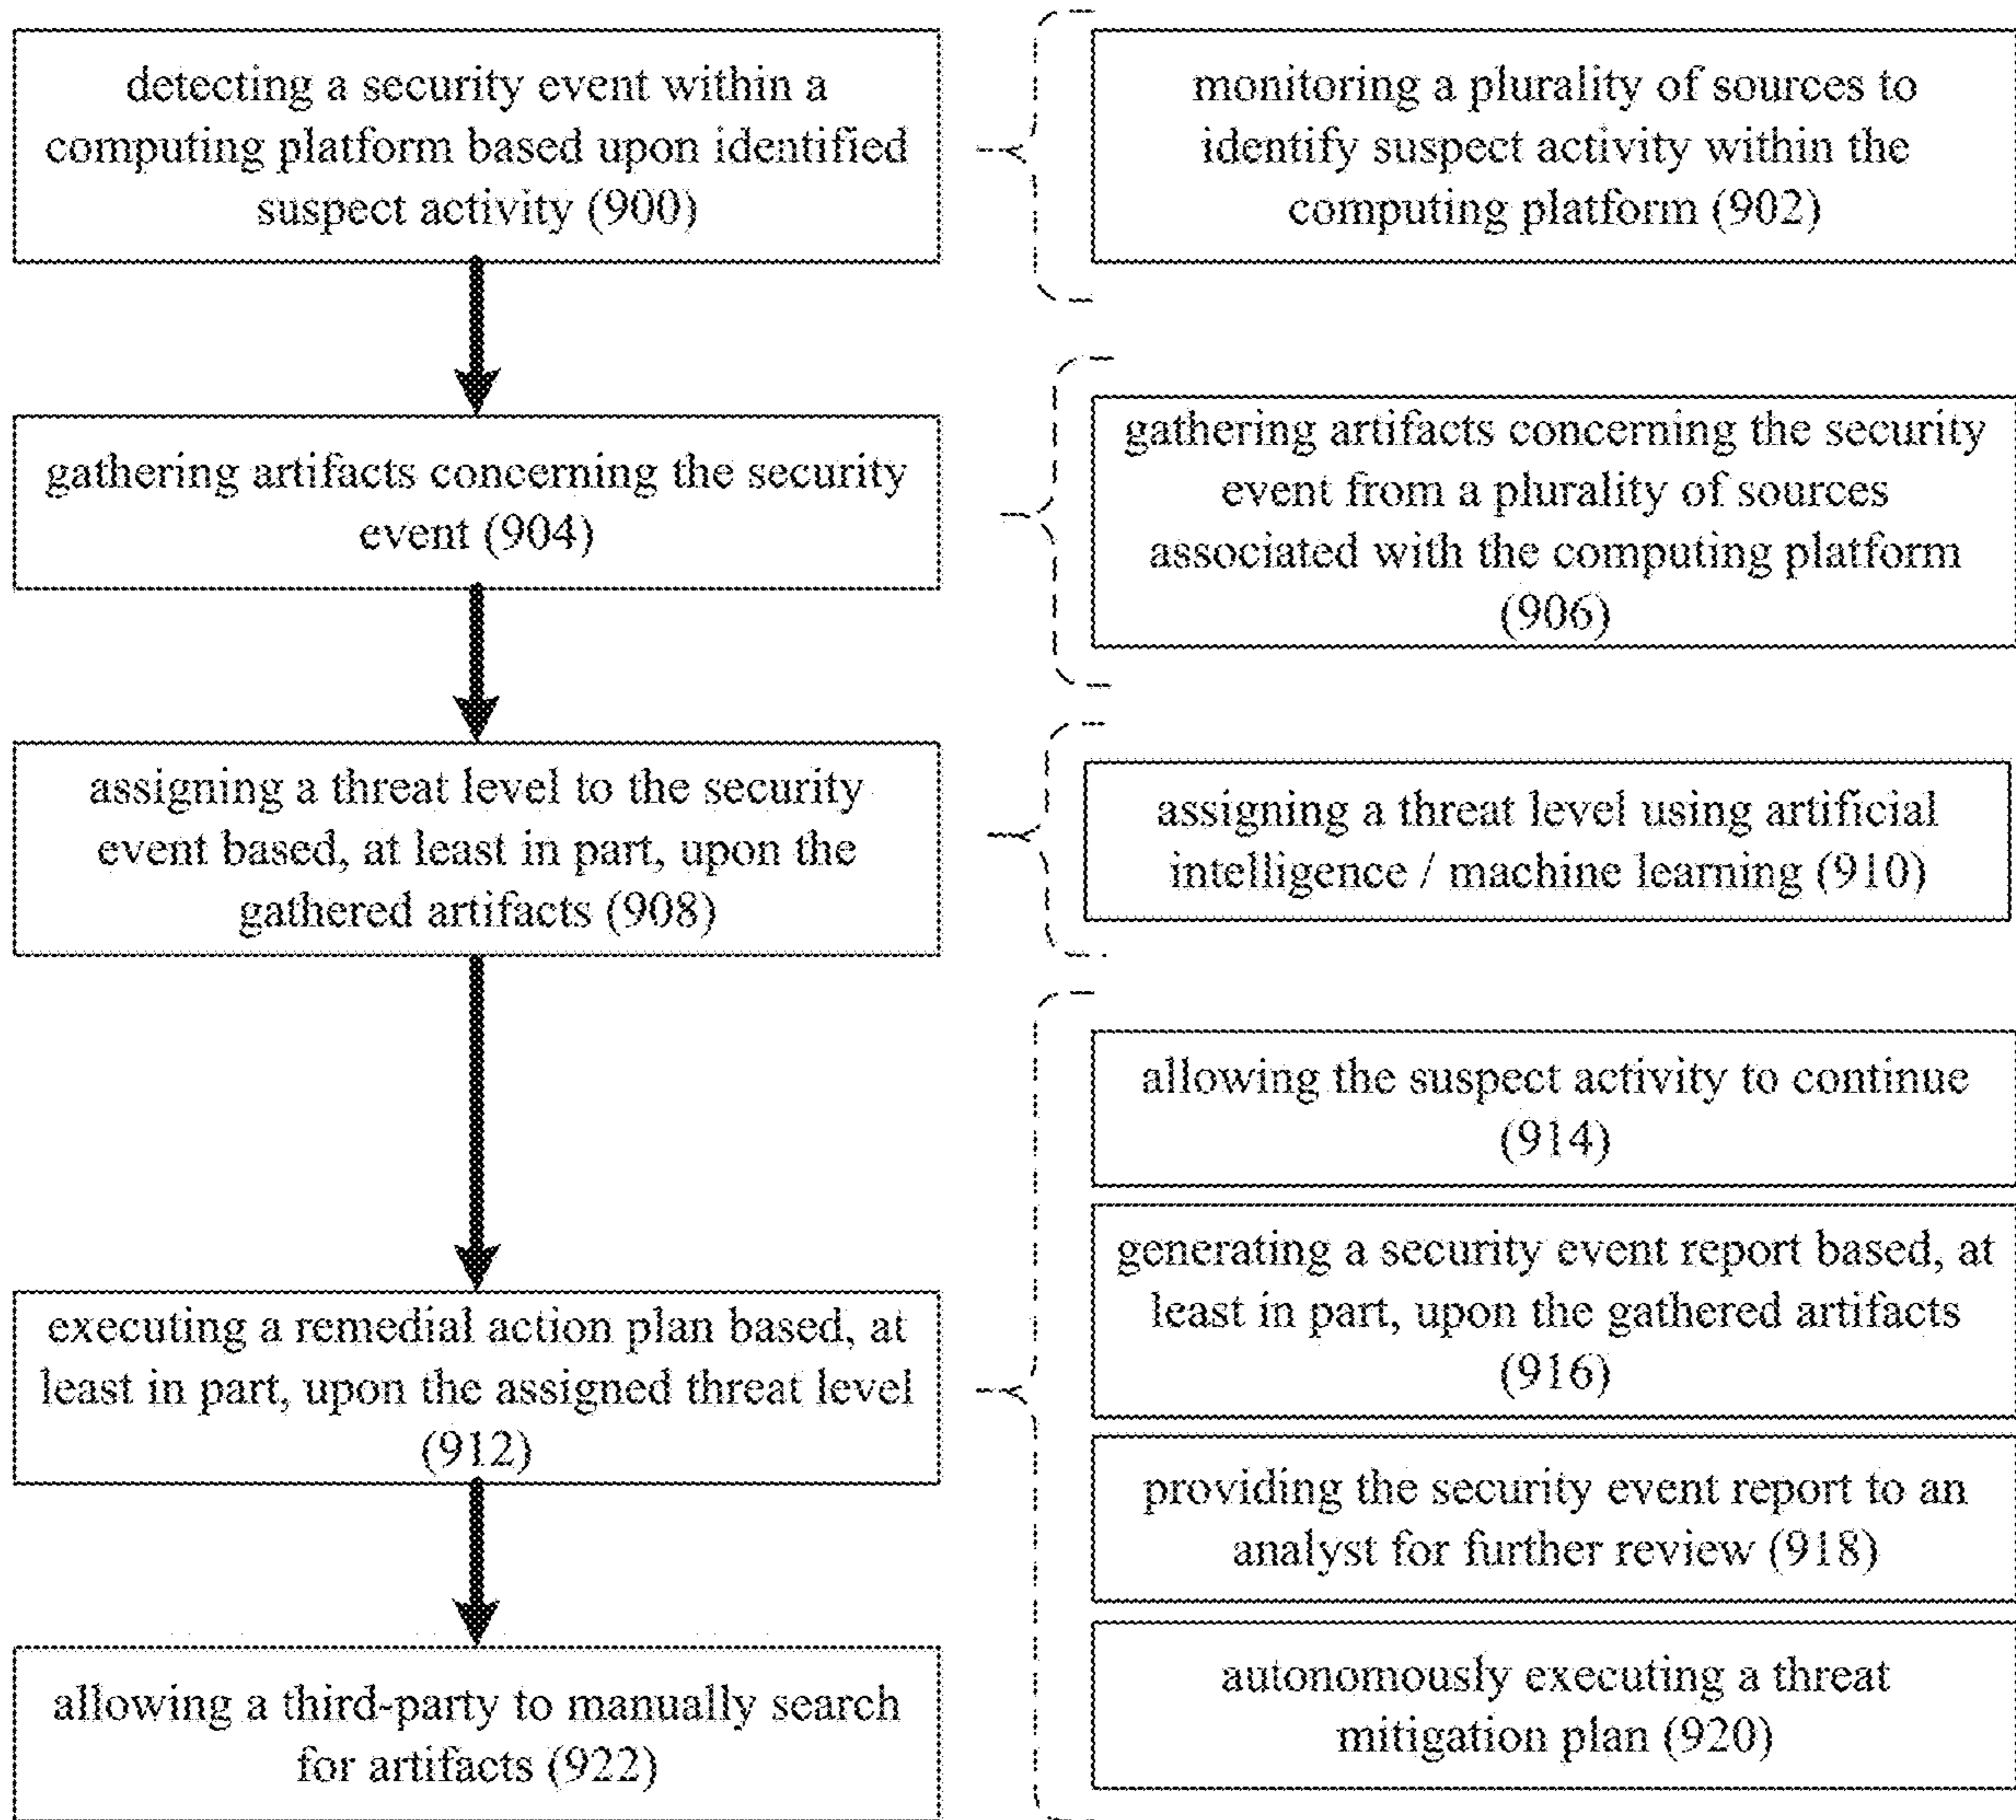 detecting a security event within a
computing platform based upon identified
suspect activity (900)
monitoring a plurality of sources to
identify suspect activity within the
computing platform (902)
gathering artifacts concerning the security
event (904)
gathering artifacts concerning the security
event from a plurality of sources
associated with the computing platform
(906)
assigning a threat level to the security
event based, at least in part, upon the
gathered artifacts (908)
assigning a threat level using artificial
intelligence / machine learning (910)
executing a remedial action plan based, at
least in part, upon the assigned threat level
(912)
allowing the suspect activity to continue
(914)
generating a security event report based, at
least in part, upon the gathered artifacts
(916)
providing the security event report to an
analyst for further review (918)
autonomously executing a threat
mitigation plan (920)
allowing a third-party to manually search
for artifacts (922)